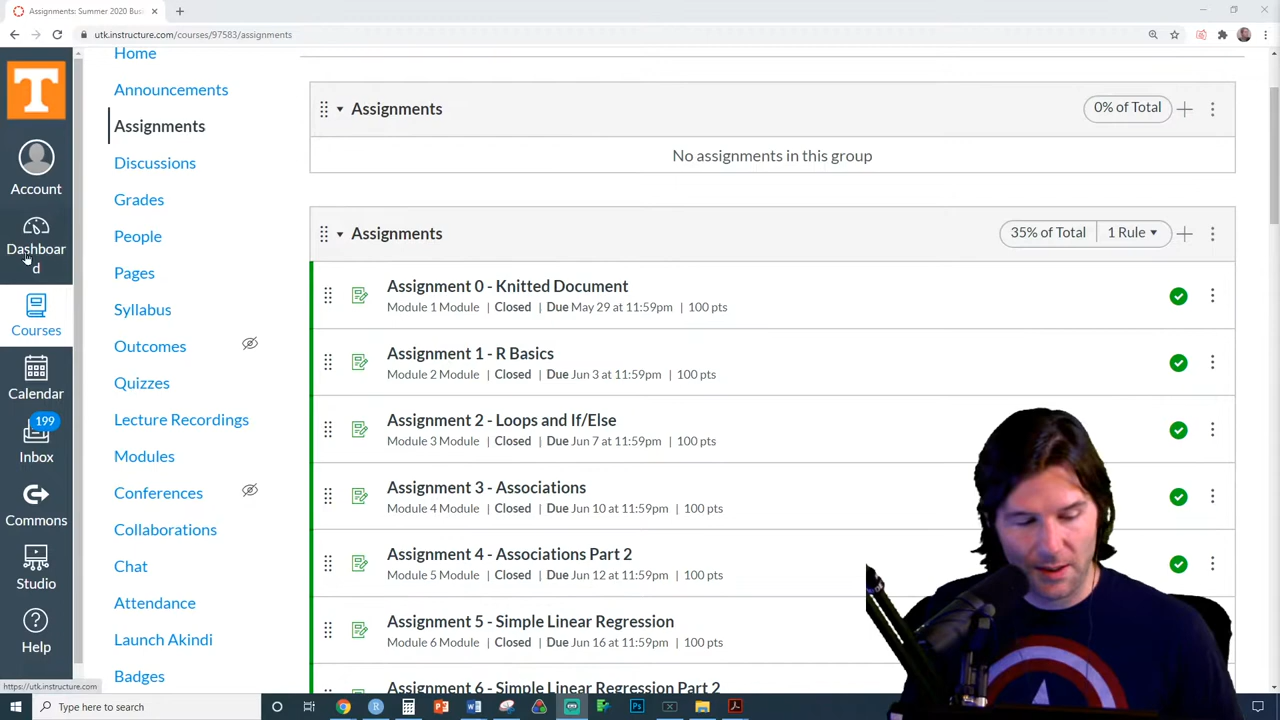 Assignments: Summer 2020 Bus
utk.instructure.com/courses/97583/assignments
T
Account
Dashboar
d
Courses
Calendar
199
Inbox
Commons
Studio
Help
Home
Announcements
Assignments
Discussions
Grades
People
Pages
Syllabus
Outcomes
Quizzes
Lecture Recordings
Modules
Conferences
Collaborations
Chat
Attendance
Launch Akindi
Badges
Assignments
0% of Total
No assignments in this group
Assignments
35% of Total | 1 Rule
Assignment 0 - Knitted Document
Module 1 Module | Closed | Due May 29 at 11:59pm | 100 pts
Assignment 1 - R Basics
Module 2 Module | Closed | Due Jun 3 at 11:59pm | 100 pts
Assignment 2 - Loops and If/Else
Module 3 Module | Closed | Due Jun 7 at 11:59pm | 100 pts
Assignment 3 - Associations
Module 4 Module | Closed | Due Jun 10 at 11:59pm | 100 pts
Assignment 4 - Associations Part 2
Module 5 Module | Closed | Due Jun 12 at 11:59pm | 100 pts
Assignment 5 - Simple Linear Regression
Module 6 Module | Closed | Due Jun 16 at 11:59pm | 100 pts
Assignment 6 - Simple Linear Regression Part 2
https://utk.instructure.com
Type here to search